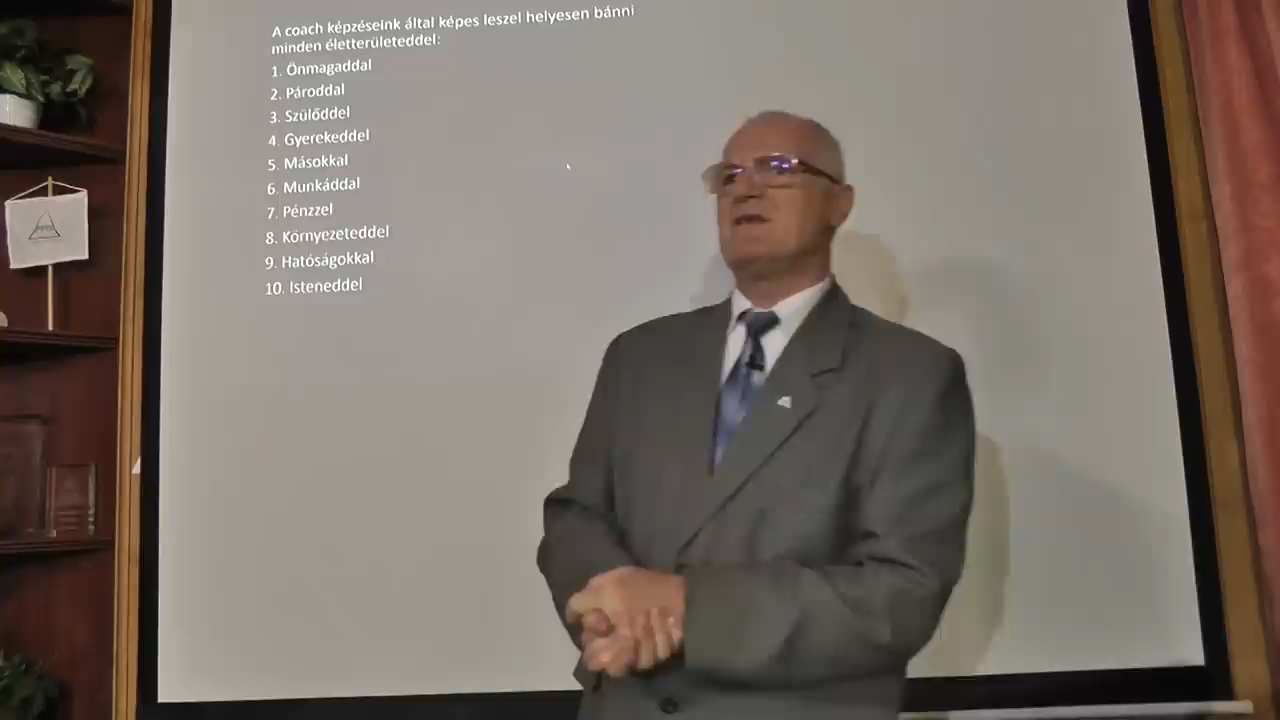 A coach képzéseink által képes leszel helyesen bánni
minden életterületeddel:
1. Önmagaddal
2. Pároddal
3. Szülőddel
4. Gyerekeddel
5. Másokkal
6. Munkáddal
7. Pénzzel
8. Környezeteddel
9. Hatóságokkal
10. Isteneddel